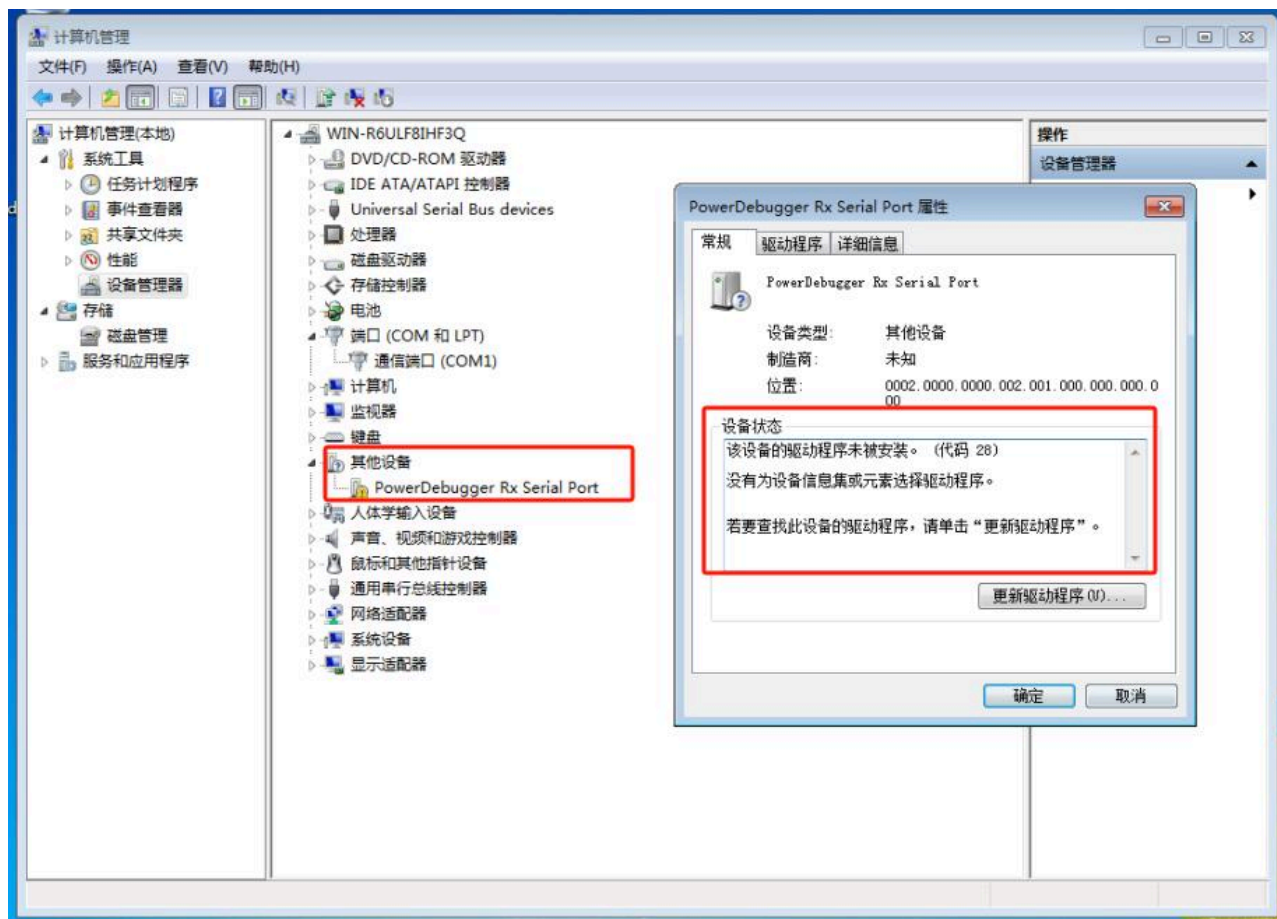 计算机管理
文件(F) 操作(A) 查看(V) 帮助(H)
计算机管理(本地)
系统工具
任务计划程序
事件查看器
共享文件夹
性能
设备管理器
存储
磁盘管理
服务和应用程序
WIN-R6ULF8IHF3Q
DVD/CD-ROM 驱动器
IDE ATA/ATAPI 控制器
Universal Serial Bus devices
处理器
磁盘驱动器
存储控制器
电池
端口 (COM 和 LPT)
通信端口 (COM1)
计算机
监视器
键盘
其他设备
PowerDebugger Rx Serial Port
人体学输入设备
声音、视频和游戏控制器
鼠标和其他指针设备
通用串行总线控制器
网络适配器
系统设备
显示适配器
操作
设备管理器
PowerDebugger Rx Serial Port 属性
常规 驱动程序 详细信息
PowerDebugger Rx Serial Port
设备类型: 其他设备
制造商: 未知
位置: 0002.0000.0000.002.001.000.000.000.0
00
设备状态
该设备的驱动程序未被安装。 (代码 28)
没有为设备信息集或元素选择驱动程序。
若要查找此设备的驱动程序，请单击“更新驱动程序”。
更新驱动程序(U)...
确定 取消